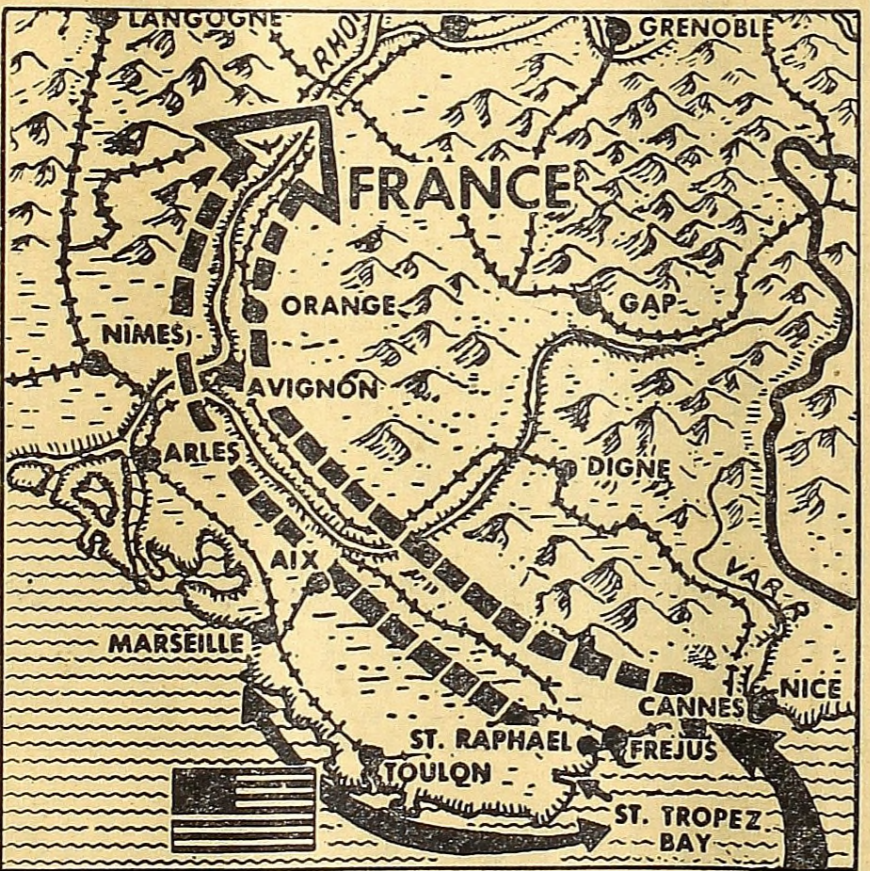 LANGOGNE
RHO
GRENOBLE
FRANCE
ORANGE
GAP
NIMES
AVIGNON
ARLES
DIGNE
AIX
VAR R
MARSEILLE
NICE
CANNES
ST. RAPHAEL
FREJUS
TOULON
ST. TROPEZ
BAY